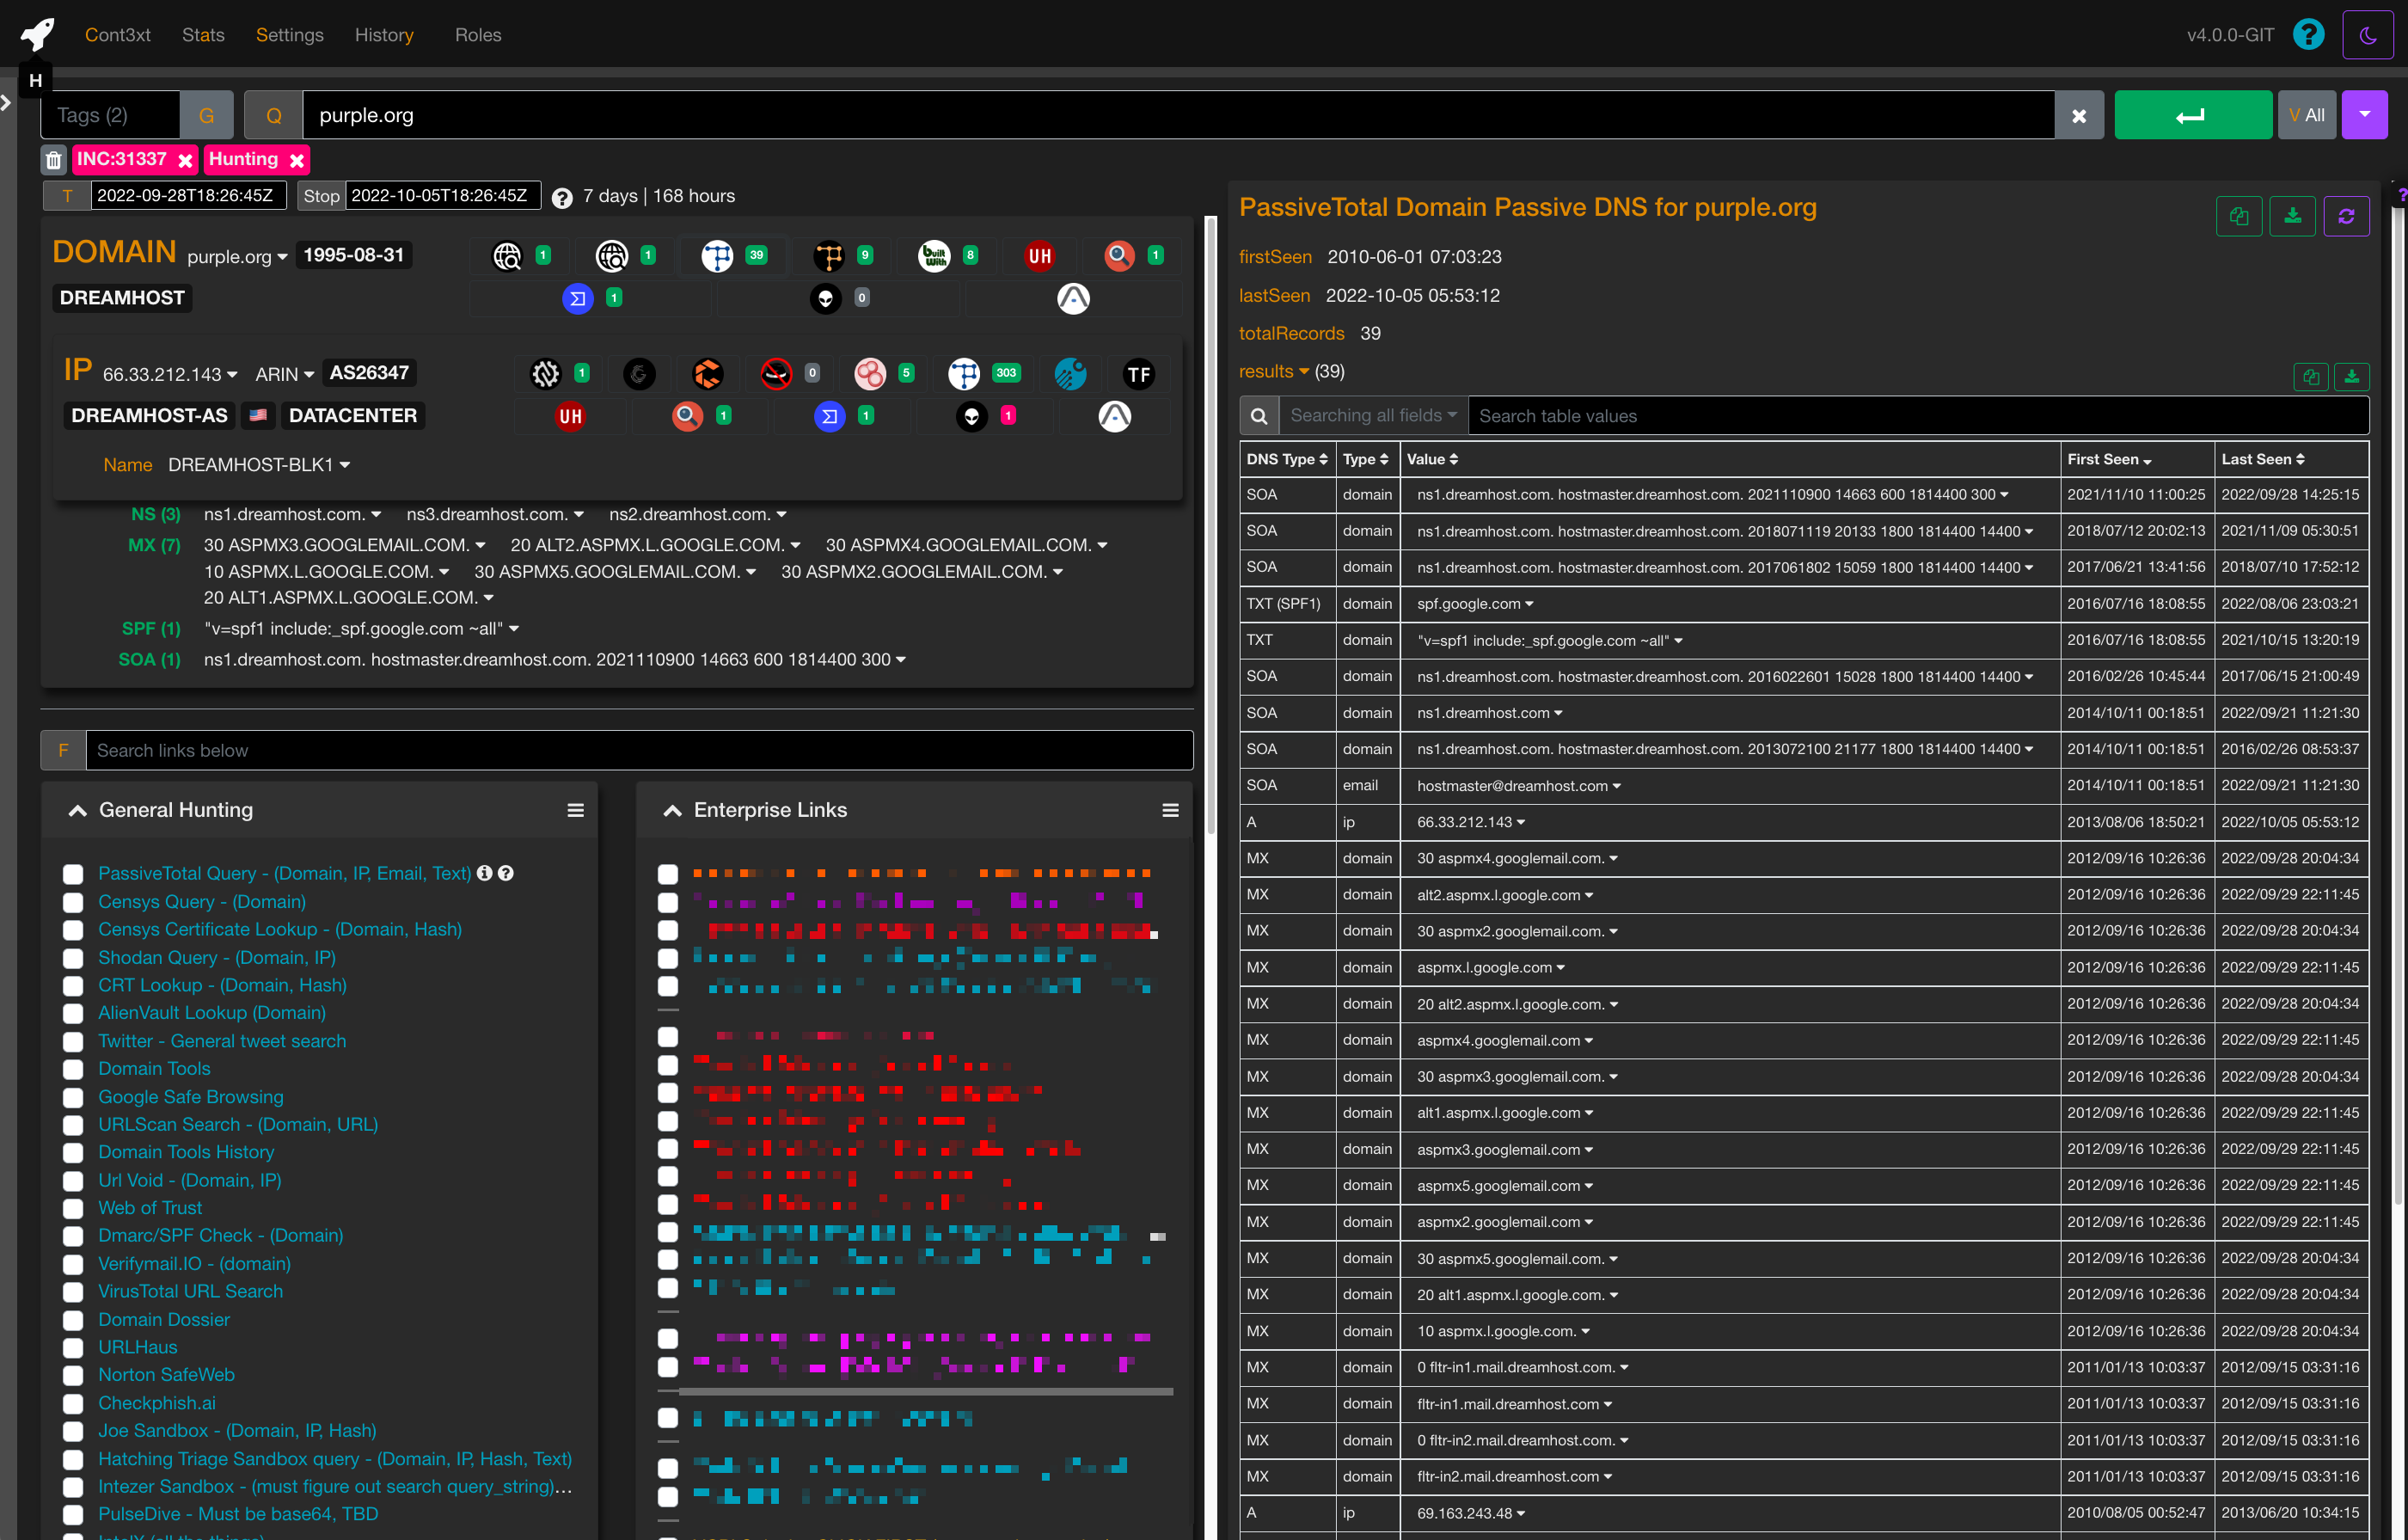 Cont3xt Stats Settings History Roles v4.0.0-GIT ?
H
Tags (2) G Q purple.org V All
INC:31337 Hunting
T 2022-09-28T18:26:45Z Stop 2022-10-05T18:26:45Z ? 7 days | 168 hours
DOMAIN purple.org 1995-08-31 1 1 39 9 built With 8 UH 1
DREAMHOST 1 0
IP 66.33.212.143 ARIN AS26347 1 0 5 303 TF
DREAMHOST-AS DATACENTER UH 1 1 1
Name DREAMHOST-BLK1
NS (3) ns1.dreamhost.com. ns3.dreamhost.com. ns2.dreamhost.com.
MX (7) 30 ASPMX3.GOOGLEMAIL.COM. 20 ALT2.ASPMX.L.GOOGLE.COM. 30 ASPMX4.GOOGLEMAIL.COM.
10 ASPMX.L.GOOGLE.COM. 30 ASPMX5.GOOGLEMAIL.COM. 30 ASPMX2.GOOGLEMAIL.COM.
20 ALT1.ASPMX.L.GOOGLE.COM.
SPF (1) "v=spf1 include:_spf.google.com ~all"
SOA (1) ns1.dreamhost.com. hostmaster.dreamhost.com. 2021110900 14663 600 1814400 300
F Search links below
General Hunting
PassiveTotal Query - (Domain, IP, Email, Text)
Censys Query - (Domain)
Censys Certificate Lookup - (Domain, Hash)
Shodan Query - (Domain, IP)
CRT Lookup - (Domain, Hash)
AlienVault Lookup (Domain)
Twitter - General tweet search
Domain Tools
Google Safe Browsing
URLScan Search - (Domain, URL)
Domain Tools History
Url Void - (Domain, IP)
Web of Trust
Dmarc/SPF Check - (Domain)
Verifymail.IO - (domain)
VirusTotal URL Search
Domain Dossier
URLHaus
Norton SafeWeb
Checkphish.ai
Joe Sandbox - (Domain, IP, Hash)
Hatching Triage Sandbox query - (Domain, IP, Hash, Text)
Intezer Sandbox - (must figure out search query_string)...
PulseDive - Must be base64, TBD
Enterprise Links
PassiveTotal Domain Passive DNS for purple.org
firstSeen 2010-06-01 07:03:23
lastSeen 2022-10-05 05:53:12
totalRecords 39
results (39)
Searching all fields Search table values
DNS Type Type Value First Seen Last Seen
SOA domain ns1.dreamhost.com. hostmaster.dreamhost.com. 2021110900 14663 600 1814400 300 2021/11/10 11:00:25 2022/09/28 14:25:15
SOA domain ns1.dreamhost.com. hostmaster.dreamhost.com. 2018071119 20133 1800 1814400 14400 2018/07/12 20:02:13 2021/11/09 05:30:51
SOA domain ns1.dreamhost.com. hostmaster.dreamhost.com. 2017061802 15059 1800 1814400 14400 2017/06/21 13:41:56 2018/07/10 17:52:12
TXT (SPF1) domain spf.google.com 2016/07/16 18:08:55 2022/08/06 23:03:21
TXT domain "v=spf1 include:_spf.google.com ~all" 2016/07/16 18:08:55 2021/10/15 13:20:19
SOA domain ns1.dreamhost.com. hostmaster.dreamhost.com. 2016022601 15028 1800 1814400 14400 2016/02/26 10:45:44 2017/06/15 21:00:49
SOA domain ns1.dreamhost.com 2014/10/11 00:18:51 2022/09/21 11:21:30
SOA domain ns1.dreamhost.com. hostmaster.dreamhost.com. 2013072100 21177 1800 1814400 14400 2014/10/11 00:18:51 2016/02/26 08:53:37
SOA email hostmaster@dreamhost.com 2014/10/11 00:18:51 2022/09/21 11:21:30
A ip 66.33.212.143 2013/08/06 18:50:21 2022/10/05 05:53:12
MX domain 30 aspmx4.googlemail.com. 2012/09/16 10:26:36 2022/09/28 20:04:34
MX domain alt2.aspmx.l.google.com 2012/09/16 10:26:36 2022/09/29 22:11:45
MX domain 30 aspmx2.googlemail.com. 2012/09/16 10:26:36 2022/09/28 20:04:34
MX domain aspmx.l.google.com 2012/09/16 10:26:36 2022/09/29 22:11:45
MX domain 20 alt2.aspmx.l.google.com. 2012/09/16 10:26:36 2022/09/28 20:04:34
MX domain aspmx4.googlemail.com 2012/09/16 10:26:36 2022/09/29 22:11:45
MX domain 30 aspmx3.googlemail.com. 2012/09/16 10:26:36 2022/09/28 20:04:34
MX domain alt1.aspmx.l.google.com 2012/09/16 10:26:36 2022/09/29 22:11:45
MX domain aspmx3.googlemail.com 2012/09/16 10:26:36 2022/09/29 22:11:45
MX domain aspmx5.googlemail.com 2012/09/16 10:26:36 2022/09/29 22:11:45
MX domain aspmx2.googlemail.com 2012/09/16 10:26:36 2022/09/29 22:11:45
MX domain 30 aspmx5.googlemail.com. 2012/09/16 10:26:36 2022/09/28 20:04:34
MX domain 20 alt1.aspmx.l.google.com. 2012/09/16 10:26:36 2022/09/28 20:04:34
MX domain 10 aspmx.l.google.com. 2012/09/16 10:26:36 2022/09/28 20:04:34
MX domain 0 fltr-in1.mail.dreamhost.com. 2011/01/13 10:03:37 2012/09/15 03:31:16
MX domain fltr-in1.mail.dreamhost.com 2011/01/13 10:03:37 2012/09/15 03:31:16
MX domain 0 fltr-in2.mail.dreamhost.com. 2011/01/13 10:03:37 2012/09/15 03:31:16
MX domain fltr-in2.mail.dreamhost.com 2011/01/13 10:03:37 2012/09/15 03:31:16
A ip 69.163.243.48 2010/08/05 00:52:47 2013/06/20 10:34:15